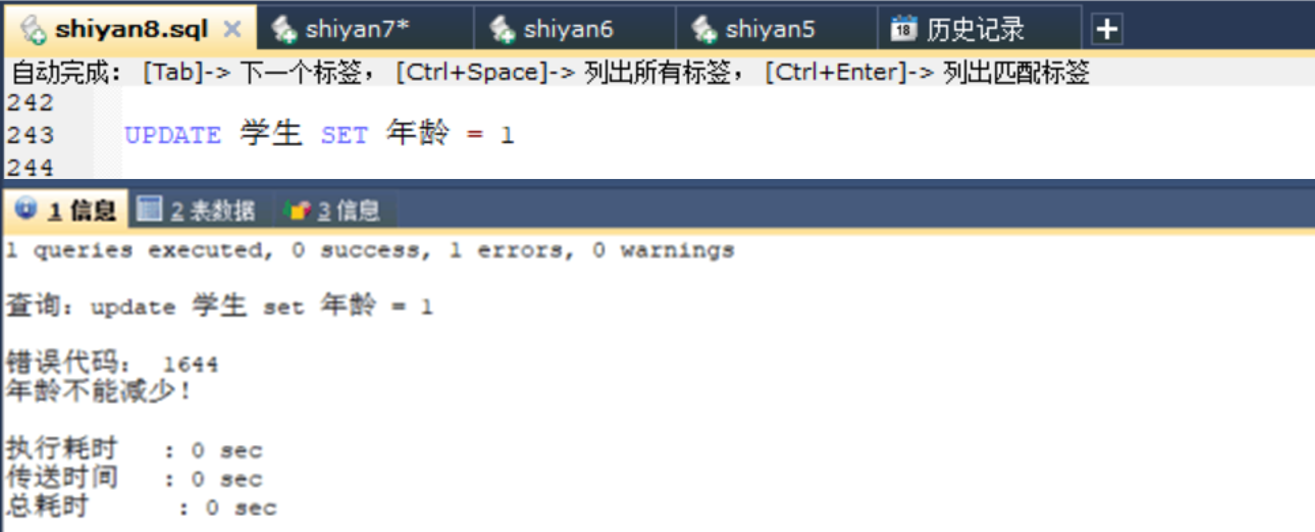 shiyan8.sql shiyan7* shiyan6 shiyan5 18 历史记录
自动完成： [Tab]-> 下一个标签， [Ctrl+Space]-> 列出所有标签， [Ctrl+Enter]-> 列出匹配标签
242
243 UPDATE 学生 SET 年龄 = 1
244
1 信息 2 表数据 3 信息
1 queries executed, 0 success, 1 errors, 0 warnings
查询：update 学生 set 年龄 = 1
错误代码： 1644
年龄不能减少！
执行耗时 : 0 sec
传送时间 : 0 sec
总耗时 : 0 sec